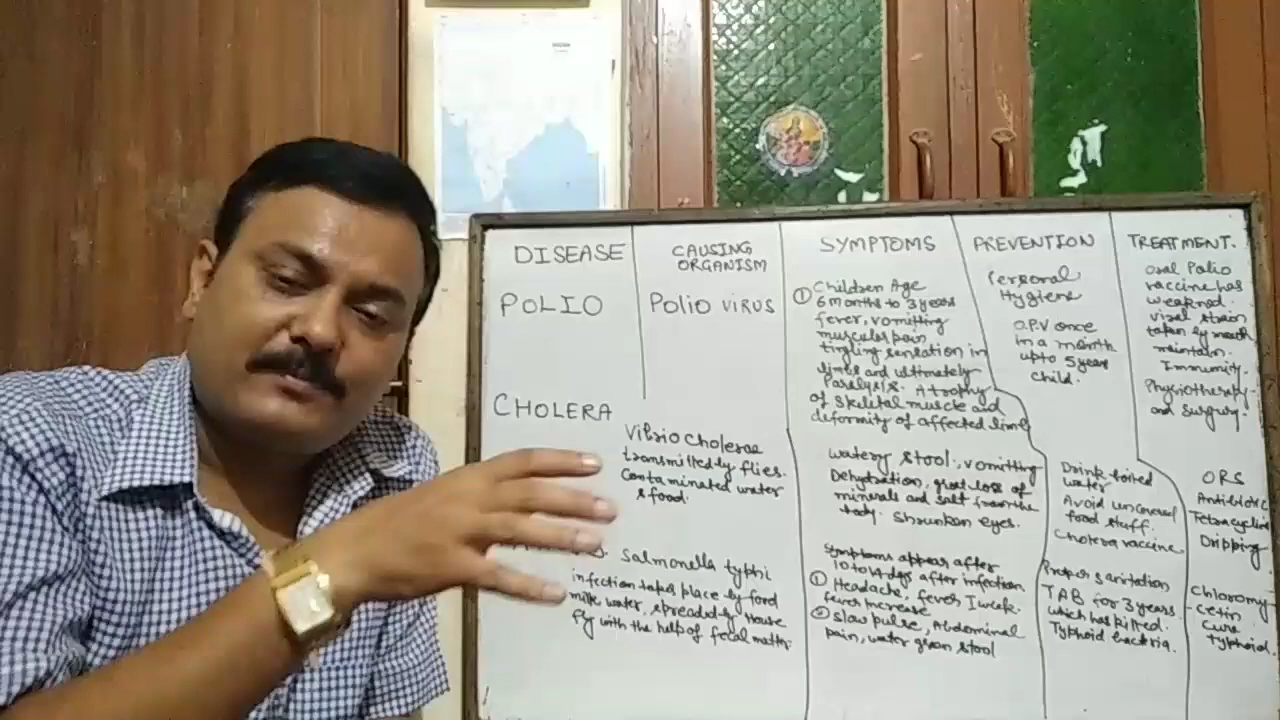 DISEASE
CAUSING
ORGANISM
SYMPTOMS
PREVENTION
TREATMENT.
POLIO
POLIO VIRUS
① Children Age
6 months to 3 years
fever, vomitting
muscular pain
tingling sensation in
limbs and ultimately
Paralysis. Atrophy
of skeletal muscle and
deformity of affected limb
Personal
Hygiene
O.P.V once
in a month
upto 5 year
child.
Oral Polio
vaccine has
weakned
viral strain
taken by mouth
maintain
Immunity.
Physiotherapy
and surgery.
CHOLERA
Vibrio Cholerae
transmitted by flies.
Contaminated water
& food.
watery stool, vomitting
Dehydration, great loss of
minerals and salt from the
body. Shrunken eyes.
Drink boiled
water
Avoid uncovered
food stuff.
Cholera vaccine
ORS
Antibiotic
Tetracycline
Dripping
Salmonella typhi
infection takes place by food
milk water, spreaded by House
fly with the help of fecal
Symptoms appear after
10 to 14 days after infection
① Headache, fever 1 week
fever increase
② Slow pulse, Abdominal
pain, water green stool
Proper sanitation
TAB for 3 years
which has killed
Typhoid bacteria.
Chloromy
-cetin
Cure
typhoid.